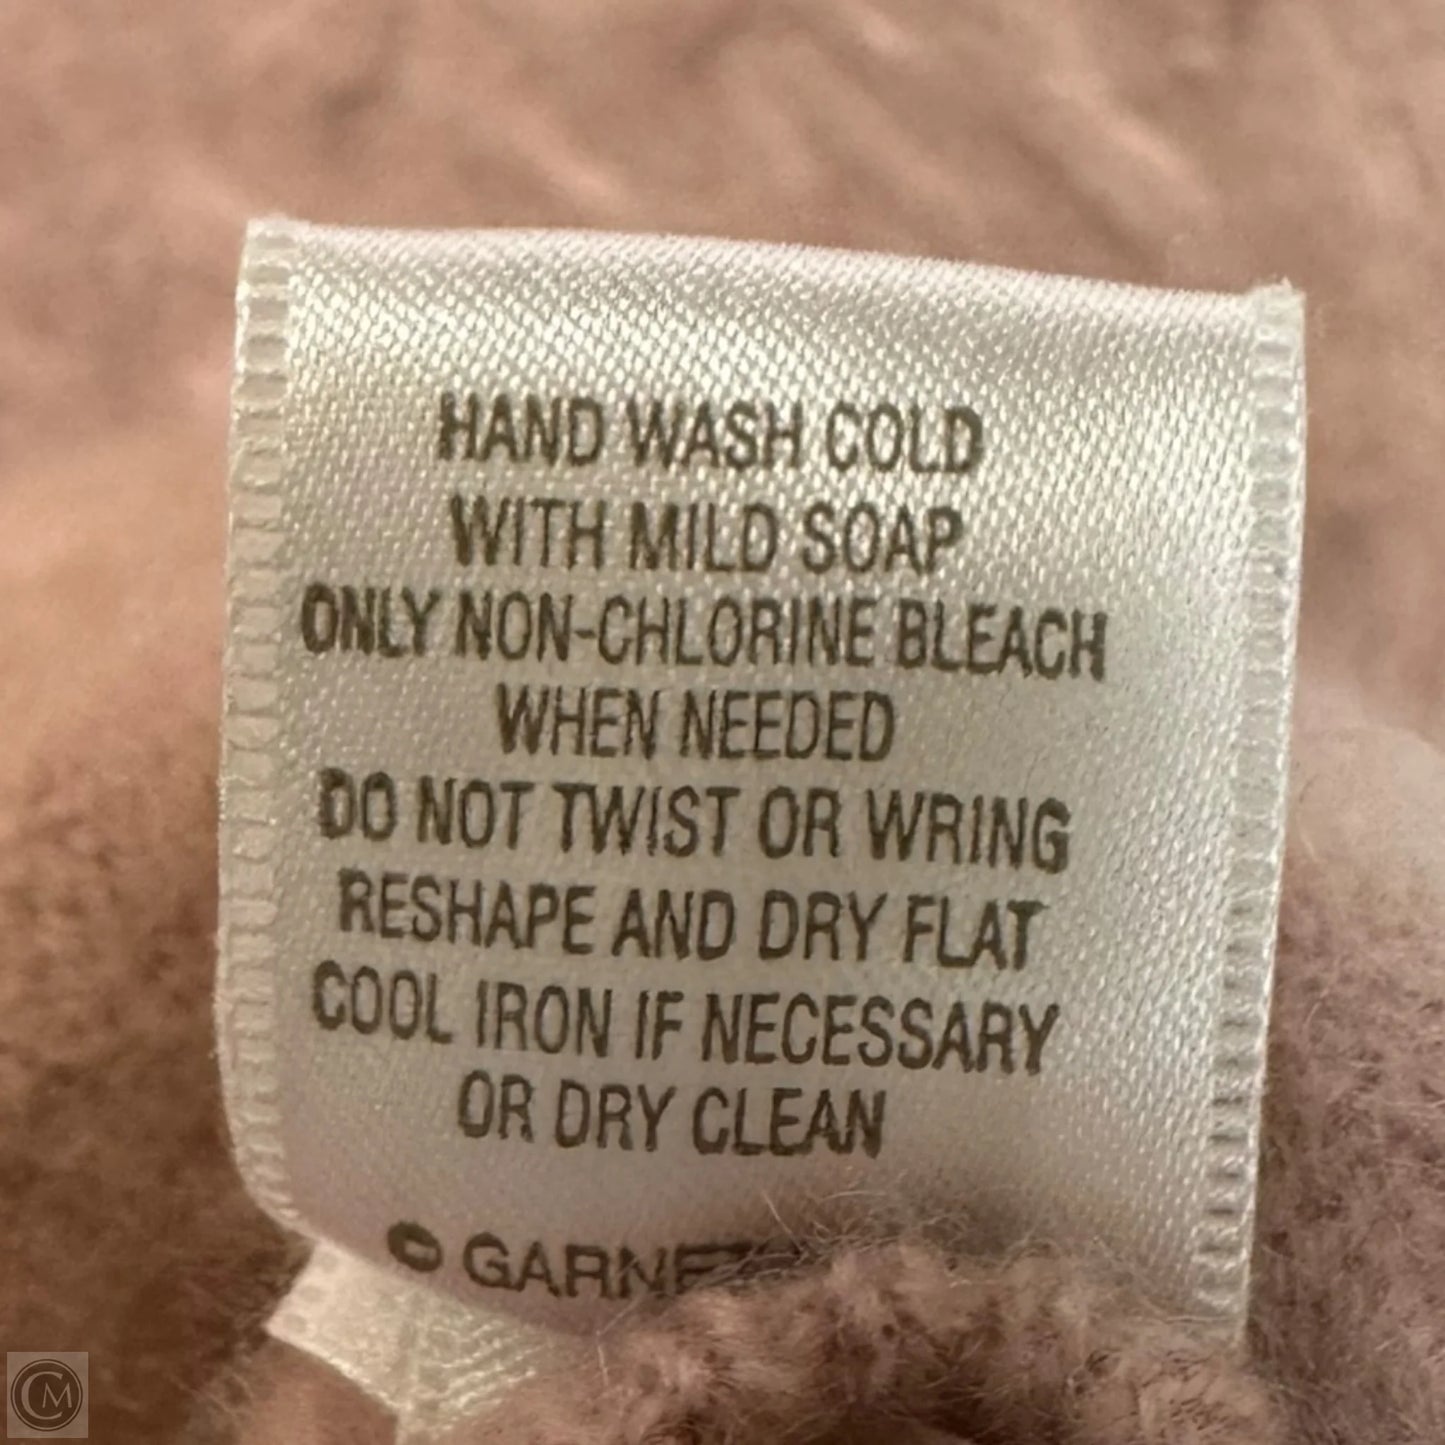 HAND WASH COLD
WITH MILD SOAP
ONLY NON-CHLORINE BLEACH
WHEN NEEDED
DO NOT TWIST OR WRING
RESHAPE AND DRY FLAT
COOL IRON IF NECESSARY
OR DRY CLEAN
©
CM